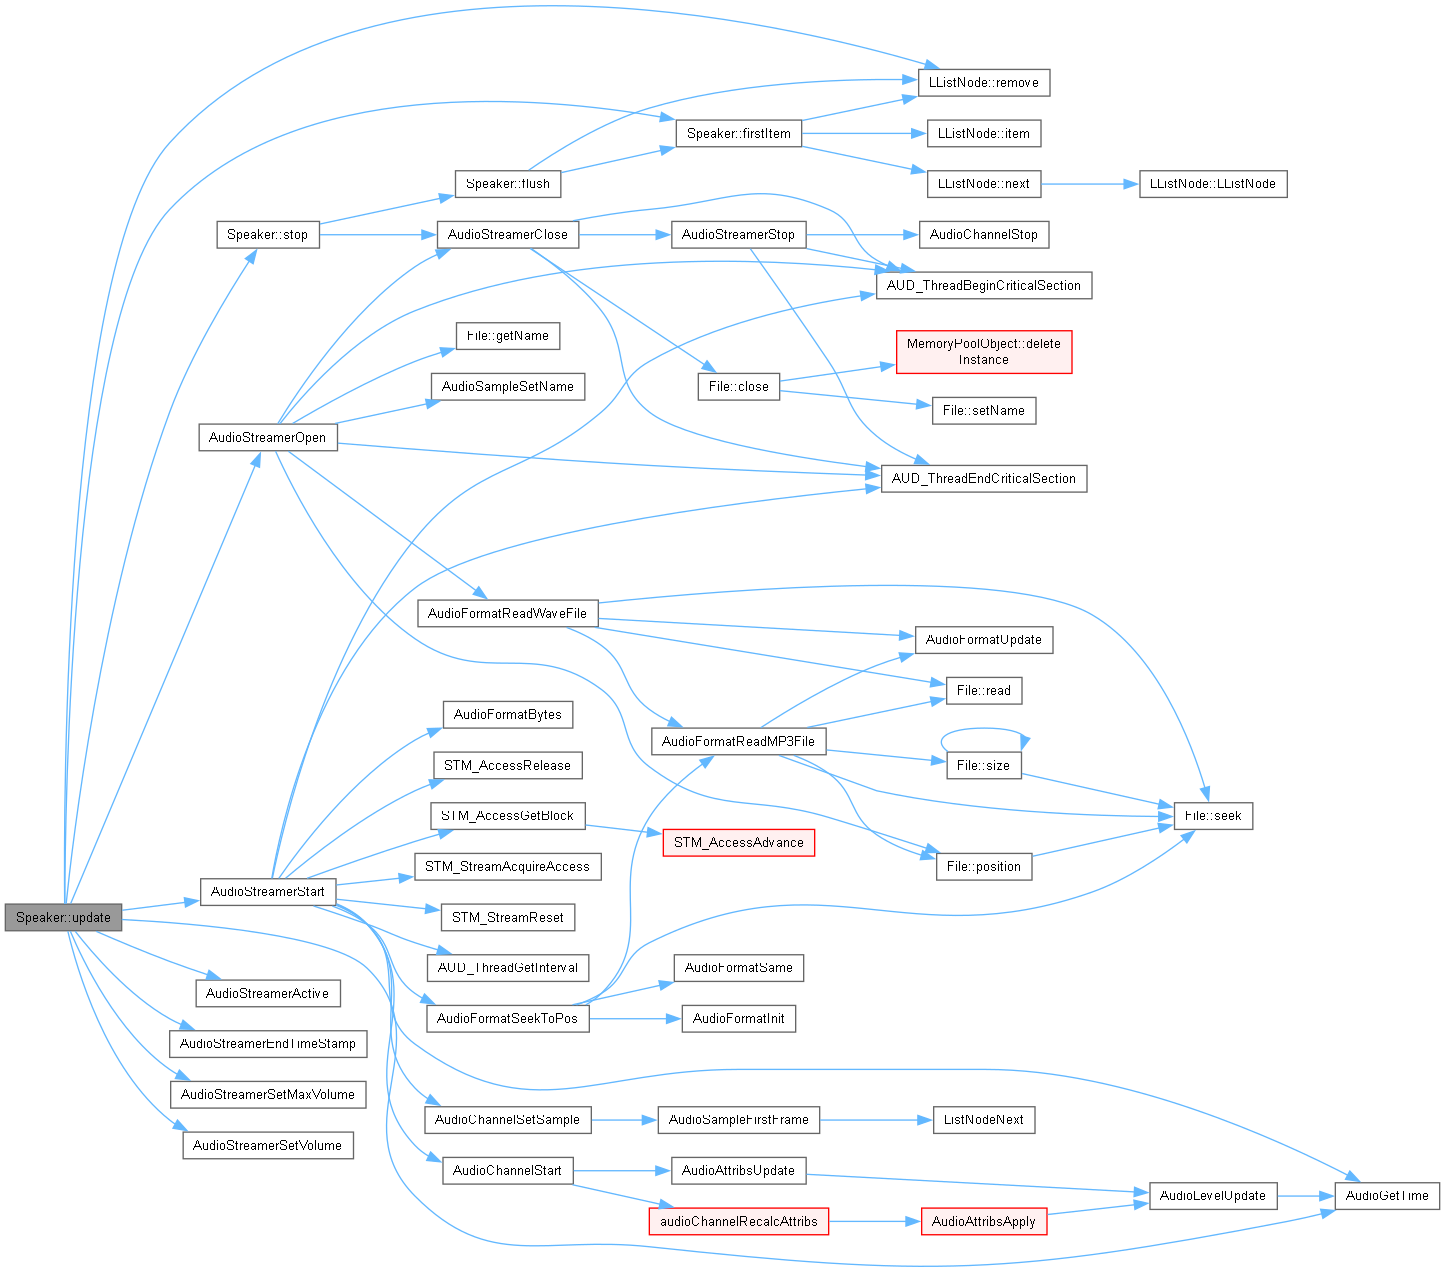 LListNode::remove
Speaker::firstItem
LListNode::item
Speaker::flush
LListNode::next
LListNode::LListNode
Speaker::stop
AudioStreamerClose
AudioStreamerStop
AudioChannelStop
AUD_ThreadBeginCriticalSection
File::getName
MemoryPoolObject::delete
Instance
AudioSampleSetName
File::close
File::setName
AudioStreamerOpen
AUD_ThreadEndCriticalSection
AudioFormatReadWaveFile
AudioFormatUpdate
File::read
AudioFormatBytes
AudioFormatReadMP3File
STM_AccessRelease
File::size
STM_AccessGetBlock
File::seek
STM_AccessAdvance
STM_StreamAcquireAccess
File::position
AudioStreamerStart
Speaker::update
STM_StreamReset
AUD_ThreadGetInterval
AudioFormatSame
AudioStreamerActive
AudioFormatSeekToPos
AudioFormatInit
AudioStreamerEndTimeStamp
AudioStreamerSetMaxVolume
AudioChannelSetSample
AudioSampleFirstFrame
ListNodeNext
AudioStreamerSetVolume
AudioChannelStart
AudioAttribsUpdate
AudioLevelUpdate
AudioGetTime
audioChannelRecalcAttribs
AudioAttribsApply